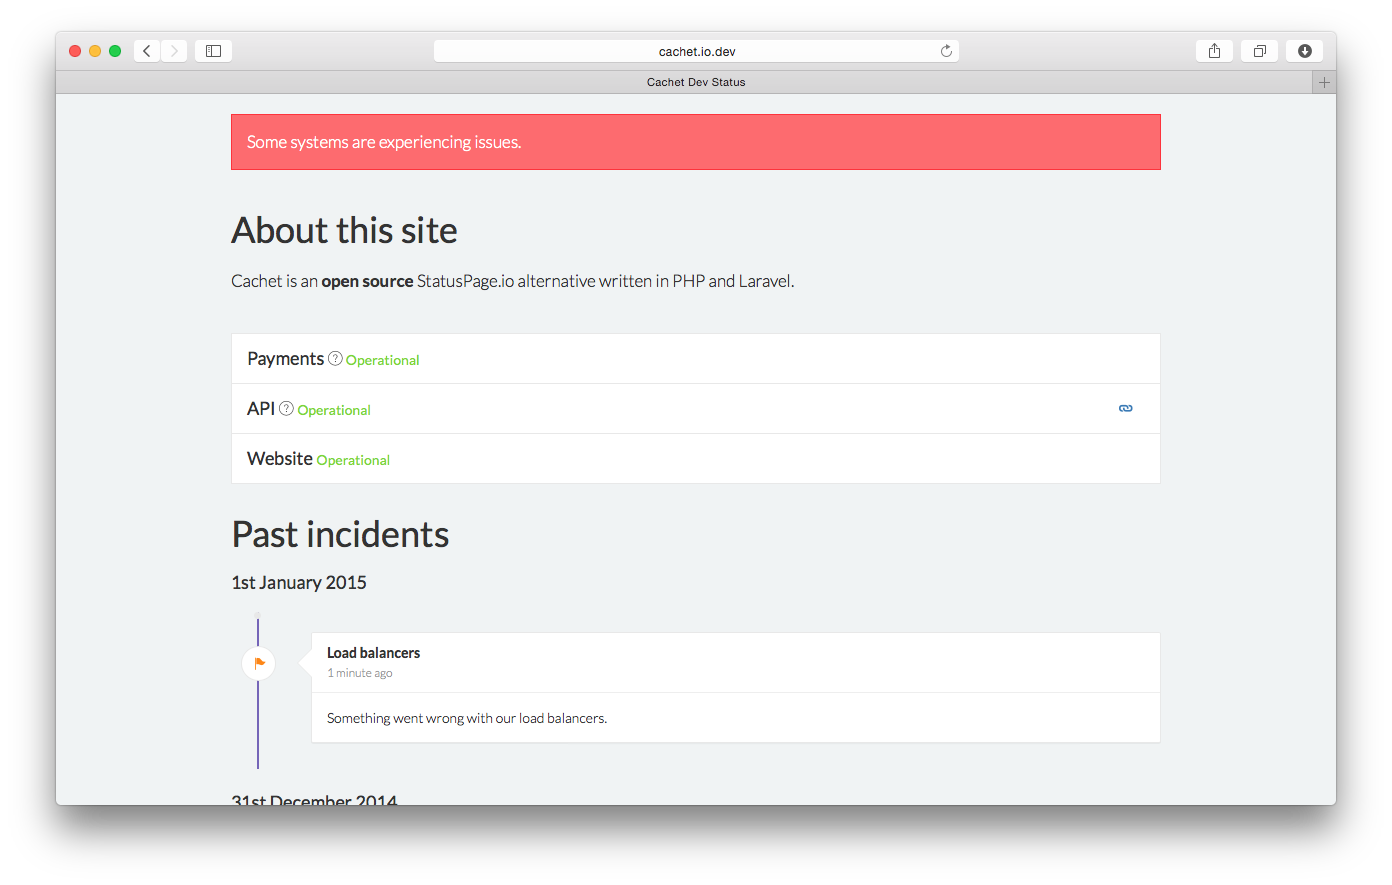 cachet.io.dev
Cachet Dev Status
Some systems are experiencing issues.
About this site
Cachet is an open source StatusPage.io alternative written in PHP and Laravel.
Payments ? Operational
API ? Operational
Website Operational
Past incidents
1st January 2015
Load balancers
1 minute ago
Something went wrong with our load balancers.
31st December 2014